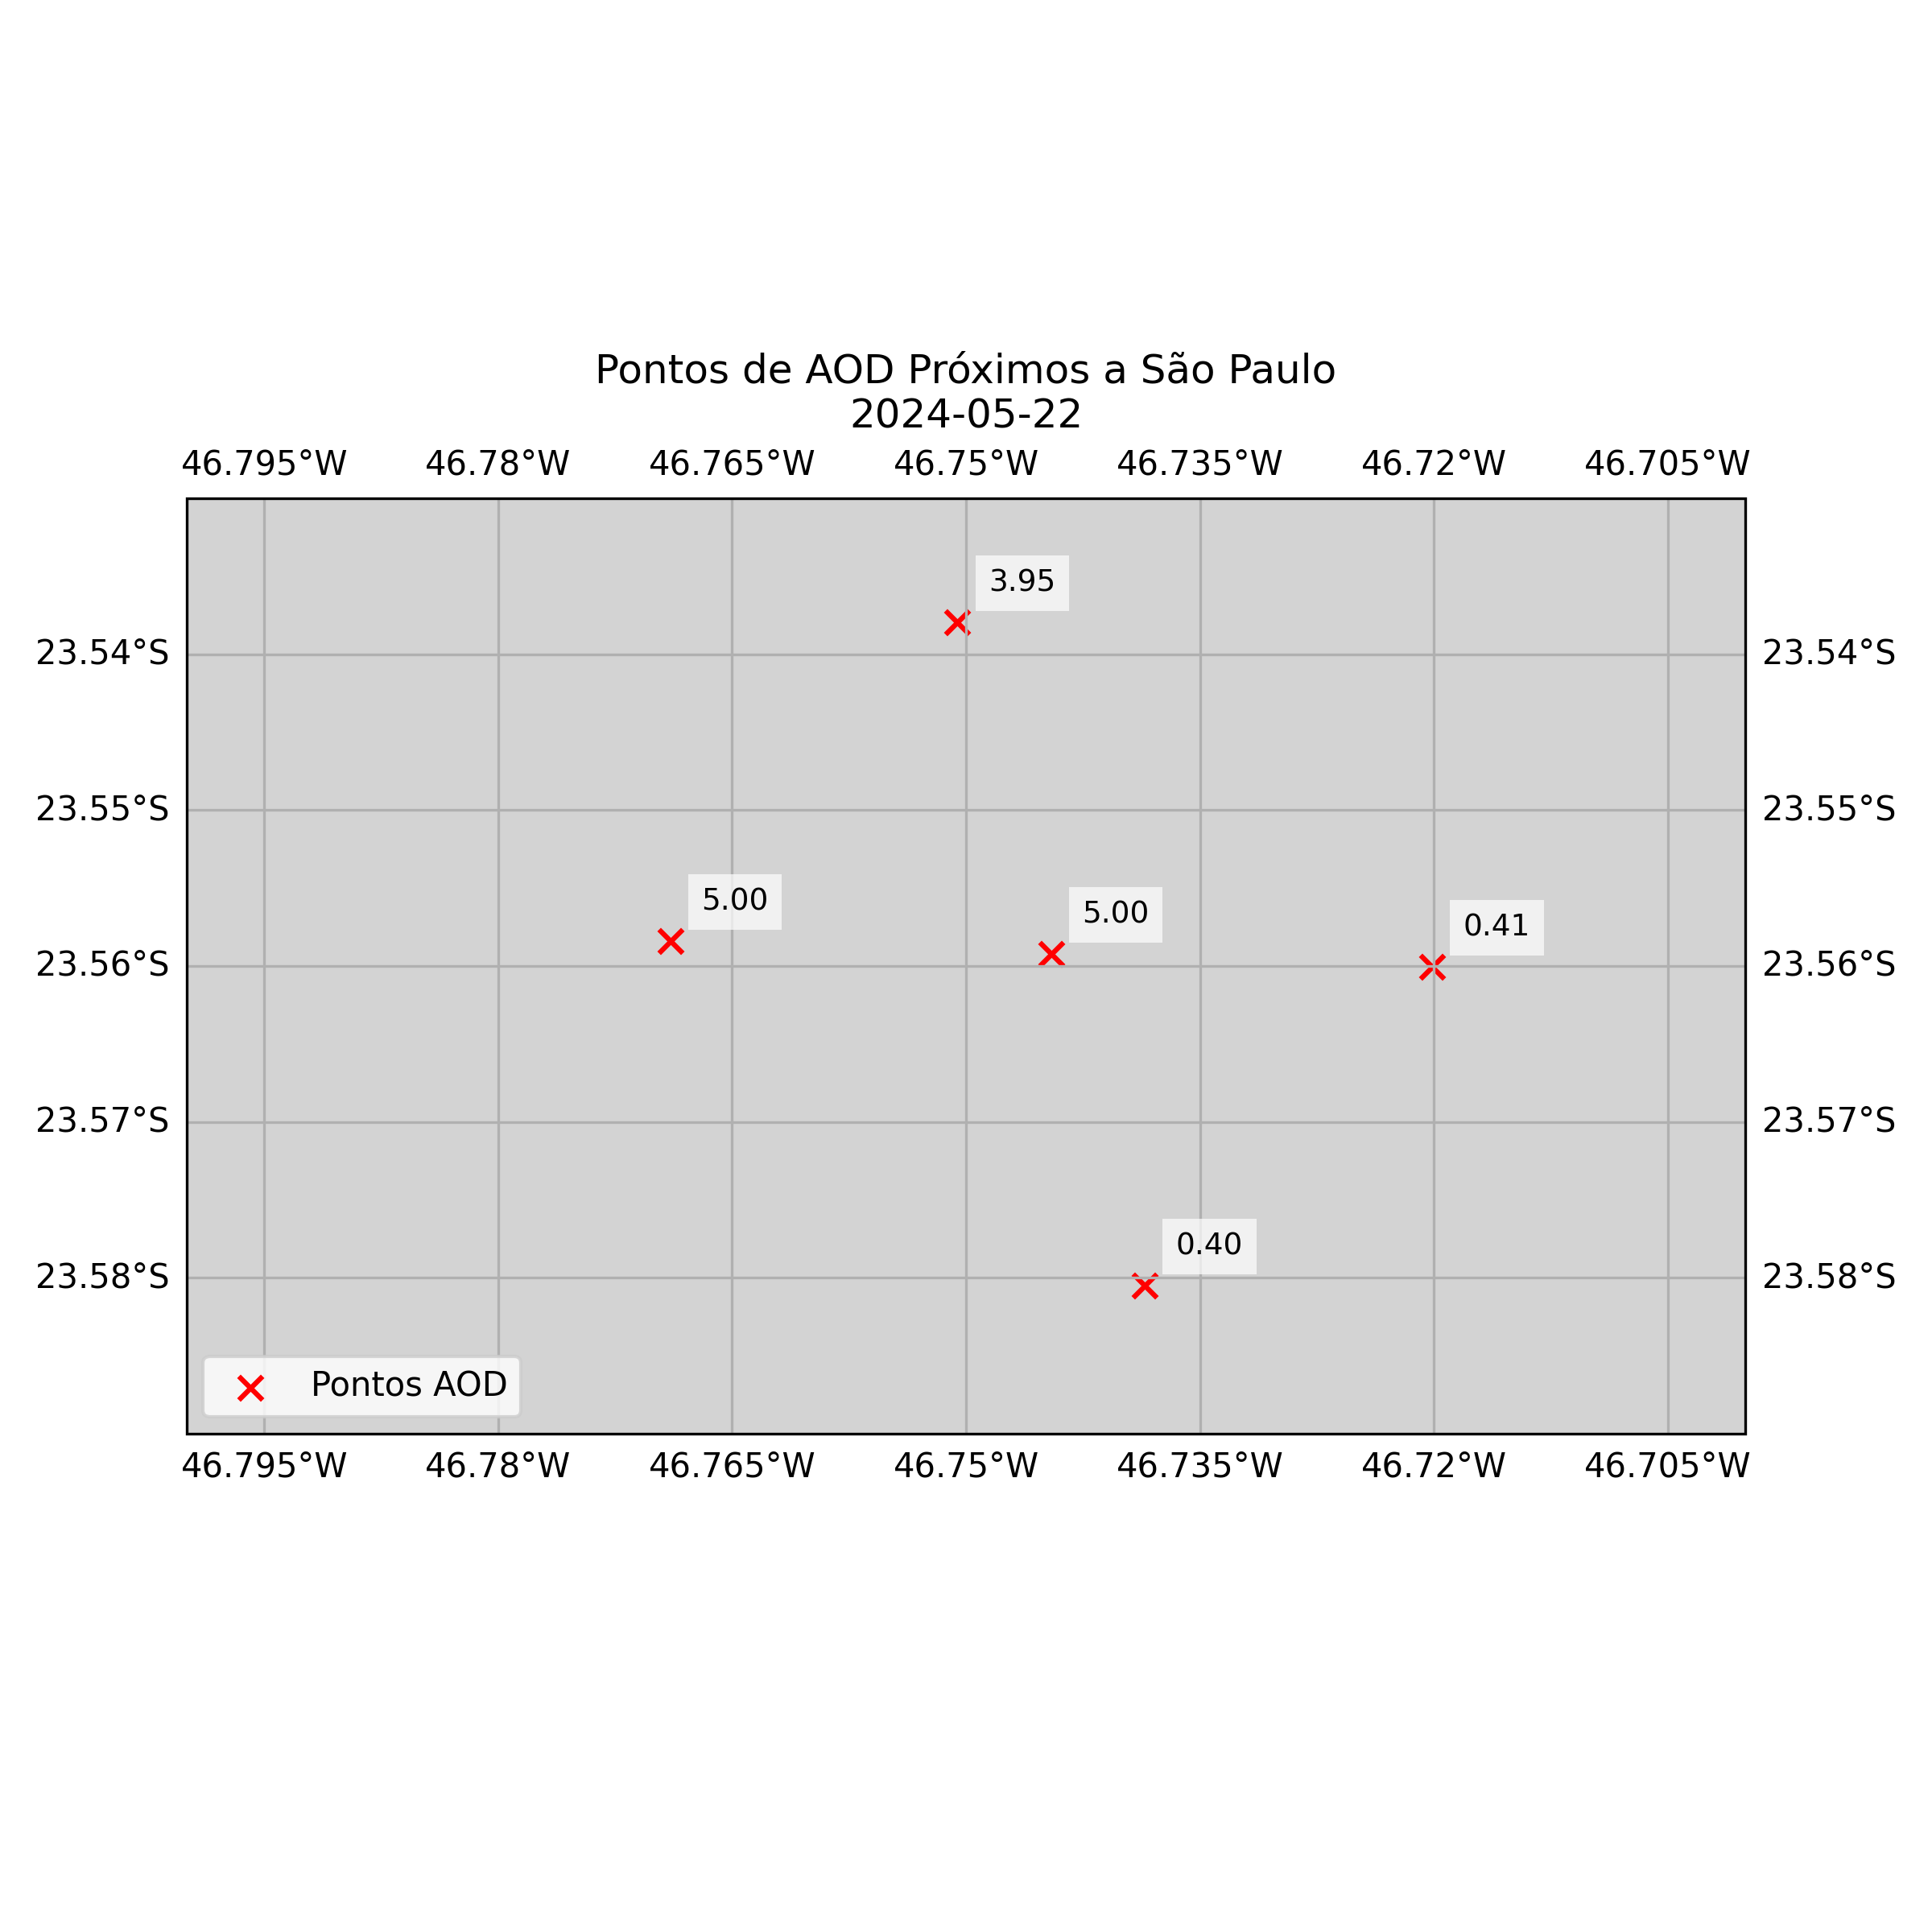 Pontos de AOD Próximos a São Paulo
2024-05-22
46.795°W 46.78°W 46.765°W 46.75°W 46.735°W 46.72°W 46.705°W
3.95
23.54°S 23.54°S
23.55°S 23.55°S
5.00 5.00 0.41
23.56°S 23.56°S
23.57°S 23.57°S
0.40
23.58°S 23.58°S
Pontos AOD
46.795°W 46.78°W 46.765°W 46.75°W 46.735°W 46.72°W 46.705°W